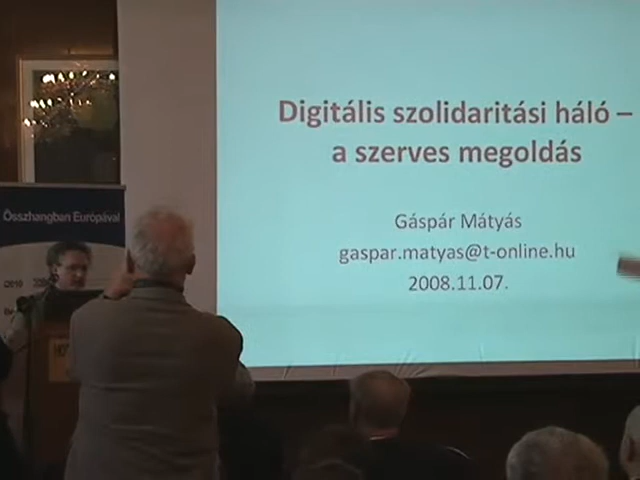 Digitális szolidaritási háló –
a szerves megoldás
Gáspár Mátyás
gaspar.matyas@t-online.hu
2008.11.07.
Összhangban Európával